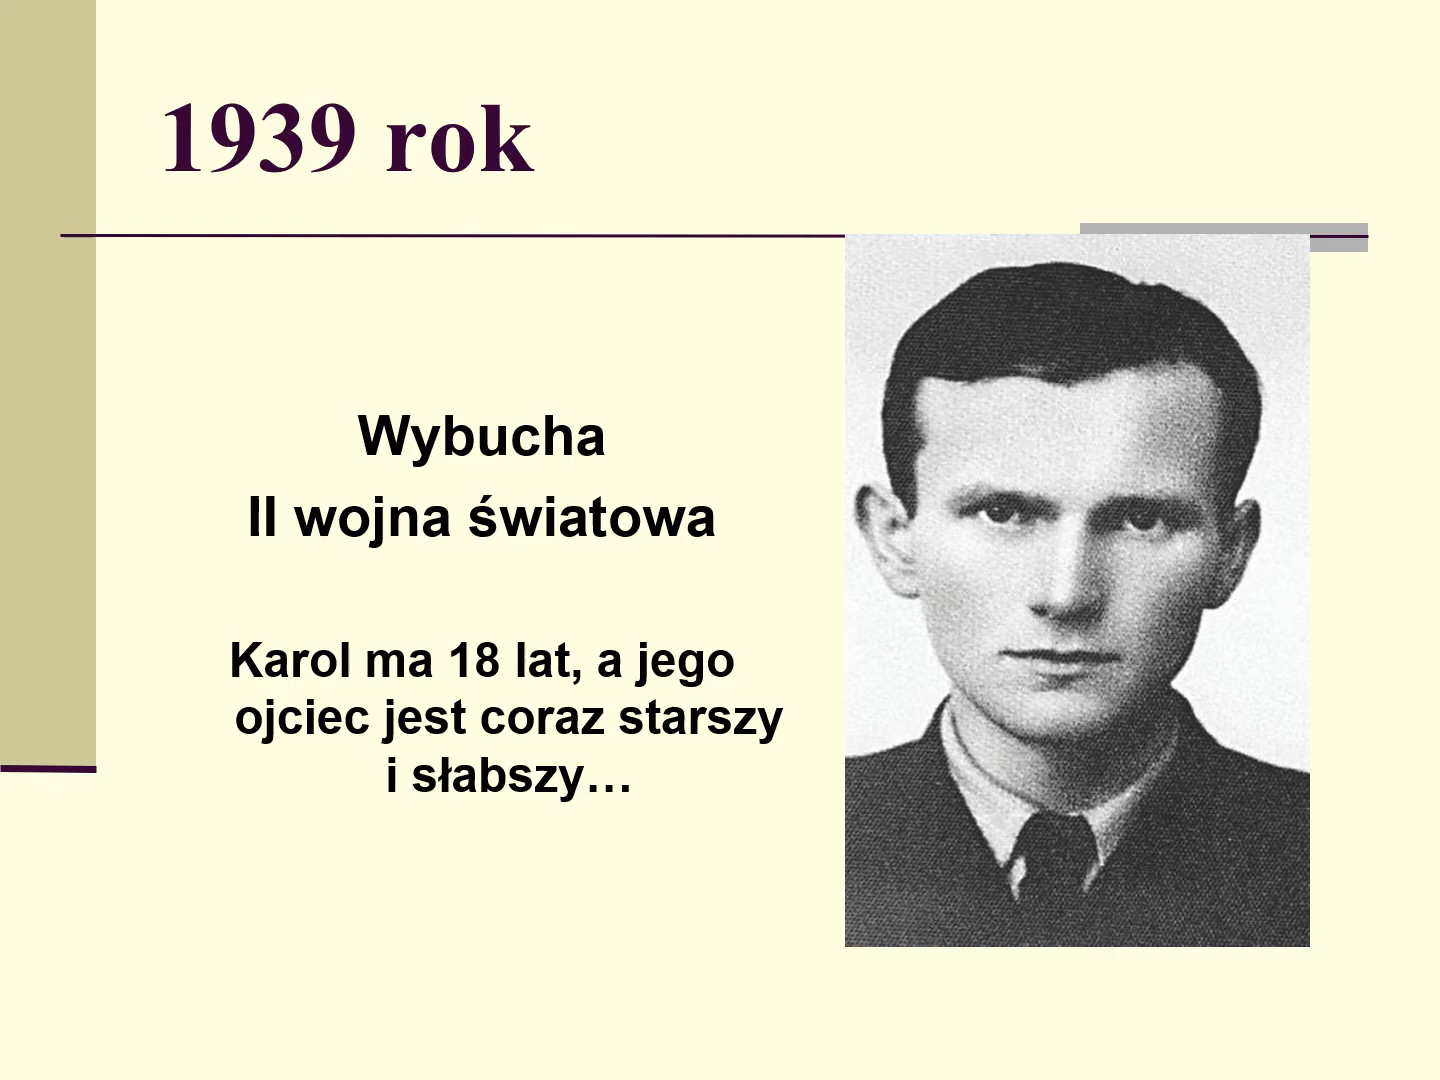 1939 rok
Wybucha
II wojna światowa
Karol ma 18 lat, a jego
ojciec jest coraz starszy
i słabszy…